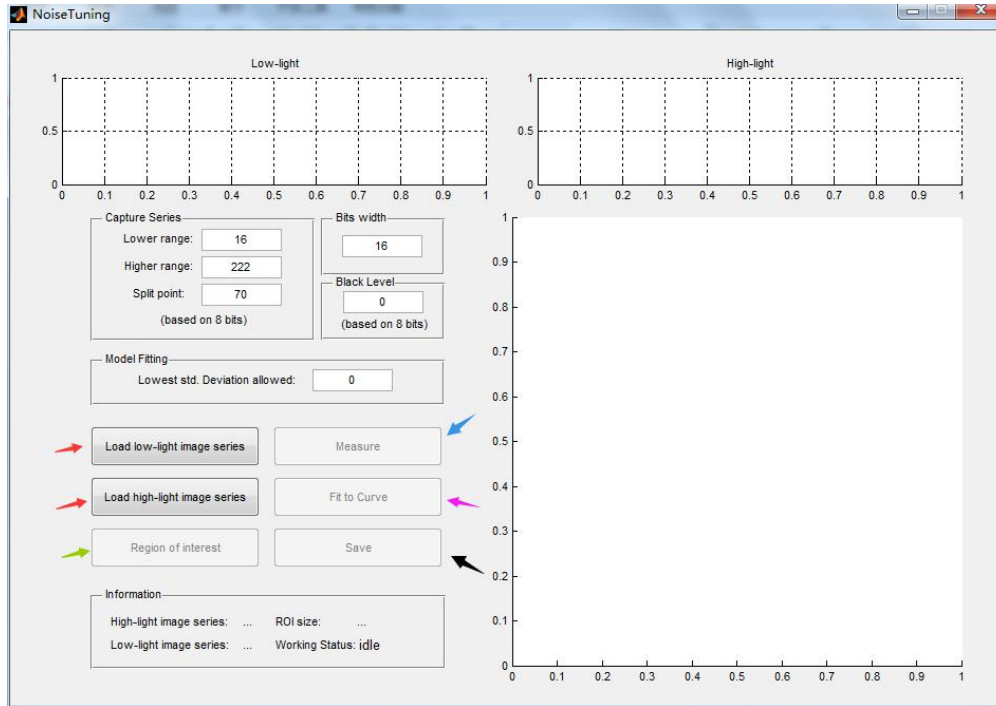 NoiseTuning
Low-light
High-light
1
0.5
0
0 0.1 0.2 0.3 0.4 0.5 0.6 0.7 0.8 0.9 1
1
0.5
0
0 0.1 0.2 0.3 0.4 0.5 0.6 0.7 0.8 0.9 1
Capture Series
Lower range: 16
Higher range: 222
Split point: 70
(based on 8 bits)
Bits width
16
Black Level
0
(based on 8 bits)
Model Fitting
Lowest std. Deviation allowed: 0
Load low-light image series
Measure
Load high-light image series
Fit to Curve
Region of interest
Save
Information
High-light image series: ... ROI size: ...
Low-light image series: ... Working Status: idle
1
0.9
0.8
0.7
0.6
0.5
0.4
0.3
0.2
0.1
0
0 0.1 0.2 0.3 0.4 0.5 0.6 0.7 0.8 0.9 1